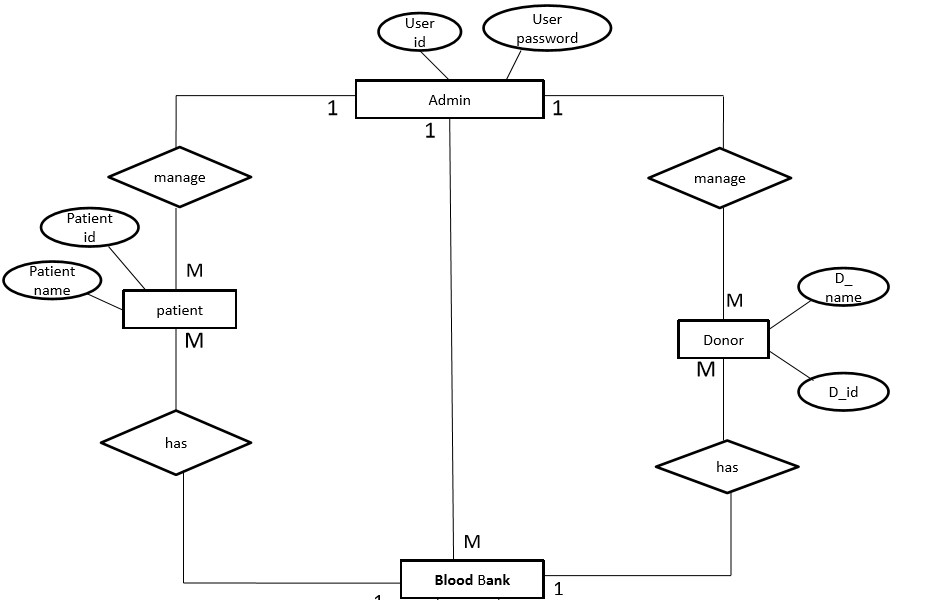 User
id
User
password
Admin
1
1
1
manage
manage
Patient
id
M
Patient
name
patient
M
D_
name
M
Donor
M
D_id
has
has
M
Blood Bank
1
1